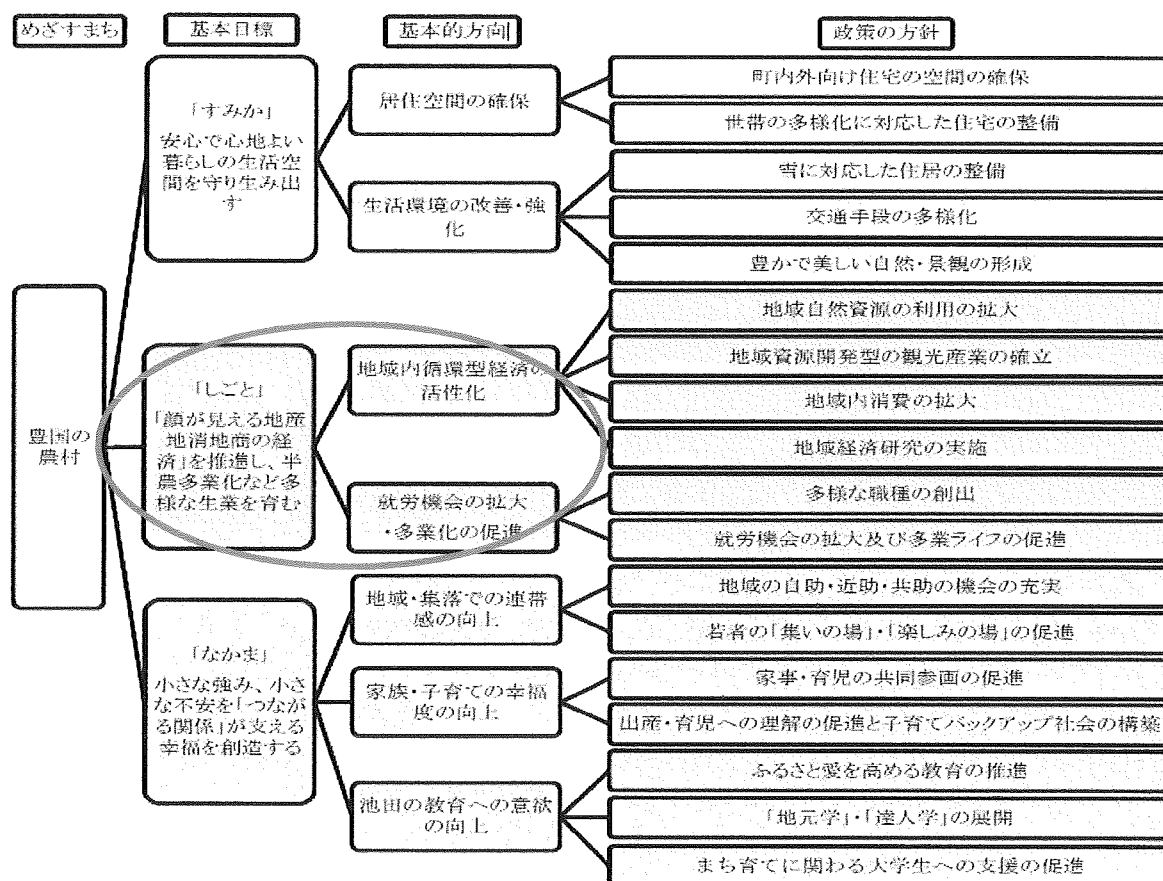 めざすまち
基本目標
基本的方向
政策の方針
豊国の
農村
「すみか」
安心で心地よい
暮らしの生活空
間を守り生み出
す
居住空間の確保
町内外向け住宅の空間の確保
世帯の多様化に対応した住宅の整備
生活環境の改善・強
化
雪に対応した住居の整備
交通手段の多様化
豊かで美しい自然・景観の形成
「しごと」
「顔が見える地産
地消地商の経
済」を推進し、半
農多業化など多
様な生業を育む
地域内循環型経済の
活性化
地域自然資源の利用の拡大
地域資源開発型の観光産業の確立
地域内消費の拡大
地域経済研究の実施
就労機会の拡大
・多業化の促進
多様な職種の創出
就労機会の拡大及び多業ライフの促進
「なかま」
小さな強み、小さ
な不安を「つなが
る関係」が支える
幸福を創造する
地域・集落での連帯
感の向上
地域の自助・近助・共助の機会の充実
若者の「集いの場」・「楽しみの場」の促進
家族・子育ての幸福
度の向上
家事・育児の共同参画の促進
出産・育児への理解の促進と子育てバックアップ社会の構築
池田の教育への意欲
の向上
ふるさと愛を高める教育の推進
「地元学」・「達人学」の展開
まち育てに関わる大学生への支援の促進